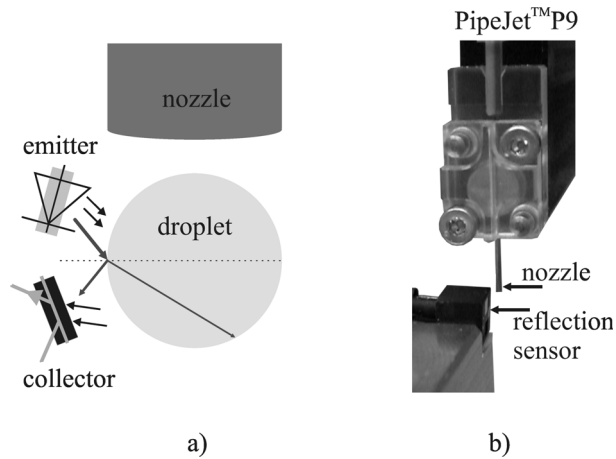 nozzle
emitter
droplet
collector
a)
PipeJet™P9
nozzle
reflection
sensor
b)